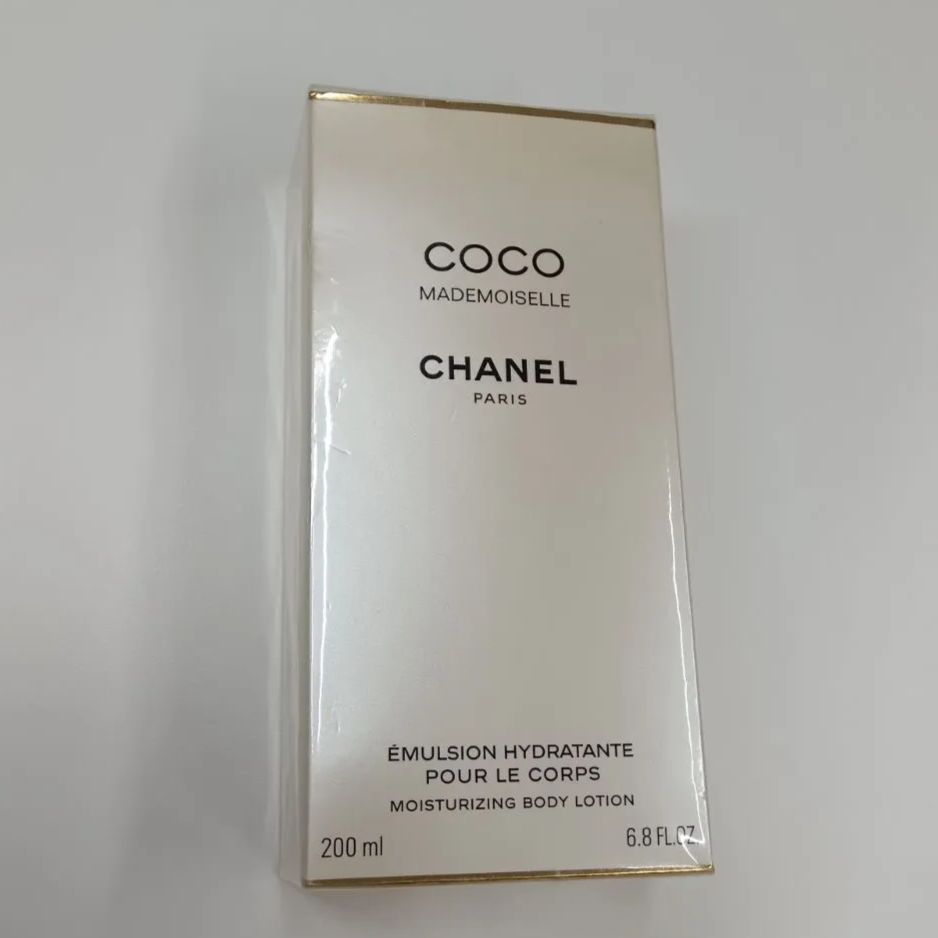 COCO
MADEMOISELLE
CHANEL
PARIS
ÉMULSION HYDRATANTE
POUR LE CORPS
MOISTURIZING BODY LOTION
200 ml 6.8 FL.OZ.